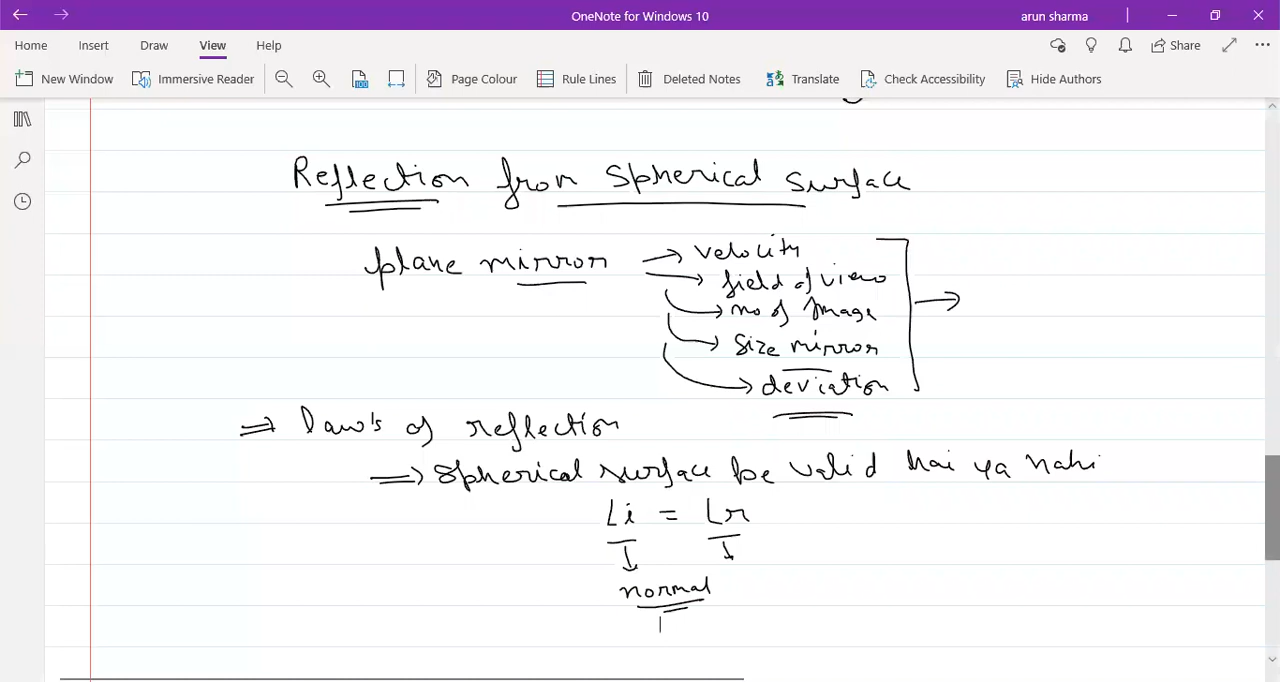 OneNote for Windows 10
arun sharma
Home Insert Draw View Help
Share
New Window Immersive Reader Page Colour Rule Lines Deleted Notes Translate Check Accessibility Hide Authors
Reflection from spherical surface
plane mirror → velocity
→ field of view
→ no of Image
→ size mirror
→ deviation
⇒ law's of reflection
⇒ spherical surface pe valid hai ya nahi
∠i = ∠r
normal